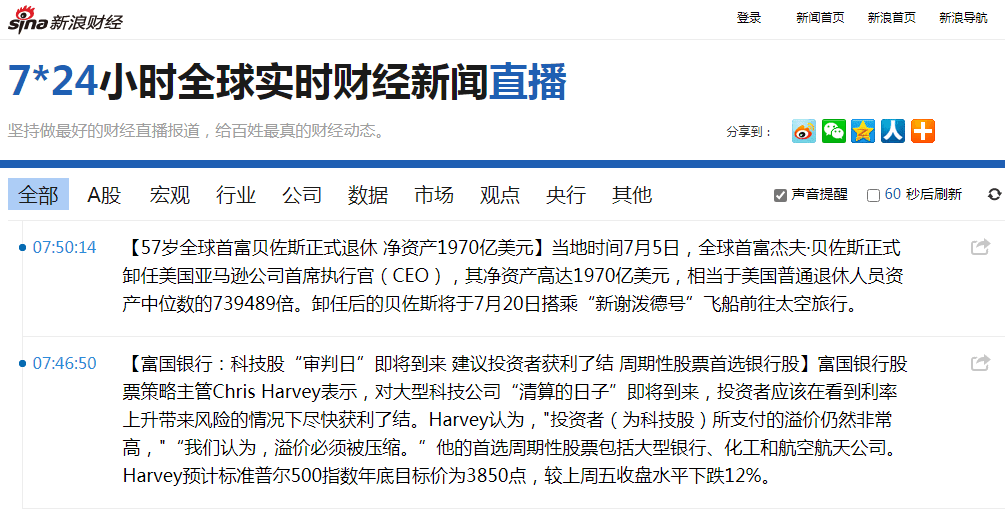 sina新浪财经
登录 新闻首页 新浪首页 新浪导航
7*24小时全球实时财经新闻直播
坚持做最好的财经直播报道，给百姓最真的财经动态。
分享到：
全部 A股 宏观 行业 公司 数据 市场 观点 央行 其他
声音提醒 60 秒后刷新
07:50:14
【57岁全球首富贝佐斯正式退休 净资产1970亿美元】当地时间7月5日，全球首富杰夫·贝佐斯正式
卸任美国亚马逊公司首席执行官（CEO），其净资产高达1970亿美元，相当于美国普通退休人员资
产中位数的739489倍。卸任后的贝佐斯将于7月20日搭乘“新谢泼德号”飞船前往太空旅行。
07:46:50
【富国银行：科技股“审判日”即将到来 建议投资者获利了结 周期性股票首选银行股】富国银行股
票策略主管Chris Harvey表示，对大型科技公司“清算的日子”即将到来，投资者应该在看到利率
上升带来风险的情况下尽快获利了结。Harvey认为，"投资者（为科技股）所支付的溢价仍然非常
高，"“我们认为，溢价必须被压缩。”他的首选周期性股票包括大型银行、化工和航空航天公司。
Harvey预计标准普尔500指数年底目标价为3850点，较上周五收盘水平下跌12%。